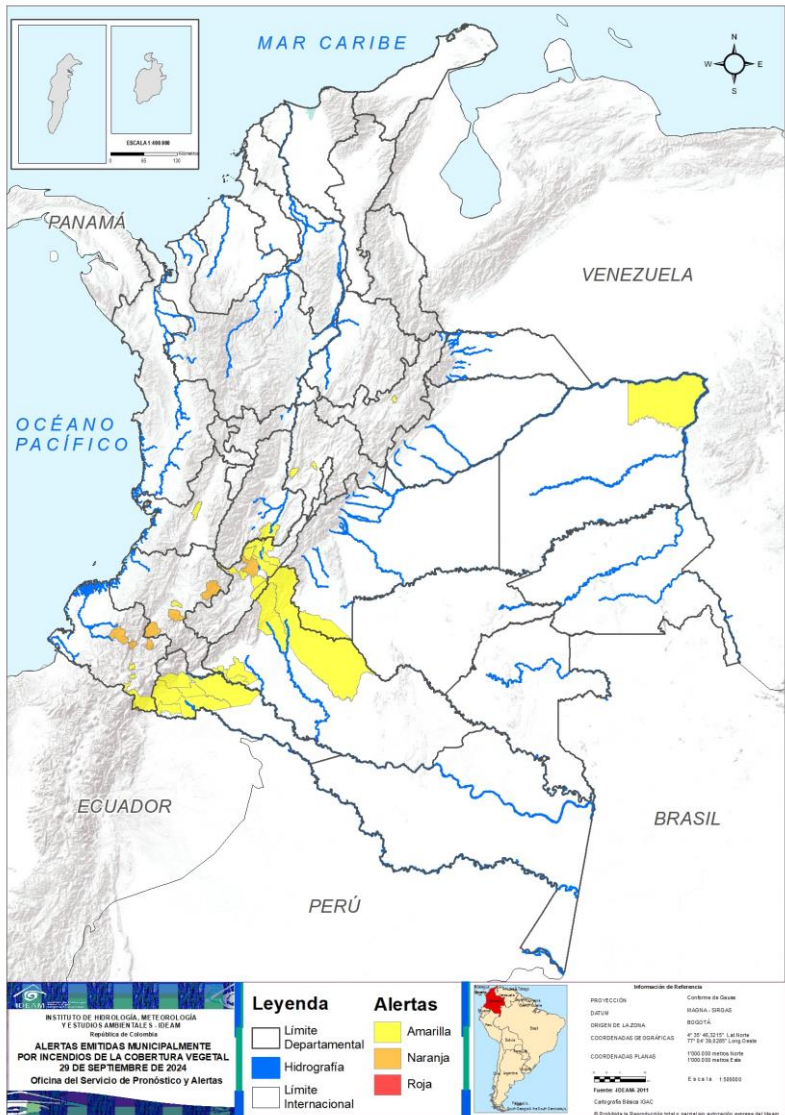 MAR CARIBE
N
W E
S
ESCALA 1:400.000
PANAMÁ
VENEZUELA
OCÉANO
PACÍFICO
ECUADOR
BRASIL
PERÚ
IDEAM
INSTITUTO DE HIDROLOGÍA, METEOROLOGÍA
Y ESTUDIOS AMBIENTALES - IDEAM
República de Colombia
ALERTAS EMITIDAS MUNICIPALMENTE
POR INCENDIOS DE LA COBERTURA VEGETAL
29 DE SEPTIEMBRE DE 2024
Oficina del Servicio de Pronóstico y Alertas
Leyenda
Límite
Departamental
Hidrografía
Límite
Internacional
Alertas
Amarilla
Naranja
Roja
Información de Referencia
PROYECCIÓN Conforme de Gauss
DATUM MAGNA - SIRGAS
ORIGEN DE LA ZONA BOGOTÁ
COORDENADAS GEOGRÁFICAS
COORDENADAS PLANAS 1'000.000 metros Norte
1'000.000 metros Este
Escala
Fuente: IDEAM 2011
Cartografía Básica IGAC